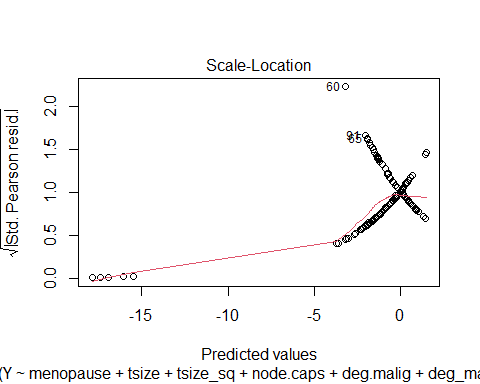 Scale-Location
√|Std. Pearson resid.|
0.0 0.5 1.0 1.5 2.0
60
91
65
-15 -10 -5 0
Predicted values
(Y ~ menopause + tsize + tsize_sq + node.caps + deg.malig + deg_ma